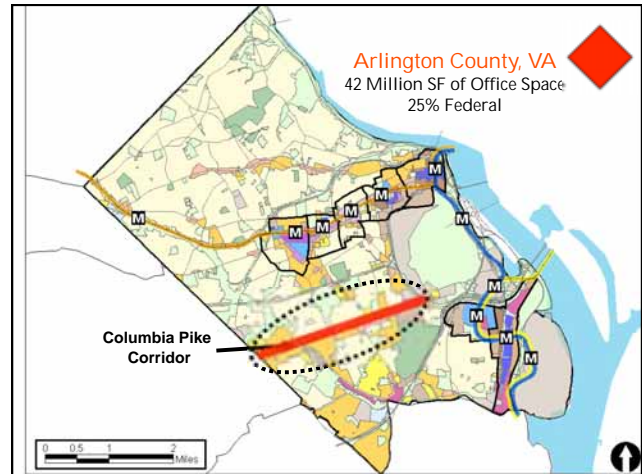 Arlington County, VA
42 Million SF of Office Space
25% Federal
M
M
M
M
M
M
M
M
M
M
M
Columbia Pike
Corridor
0 0.5 1 2
Miles